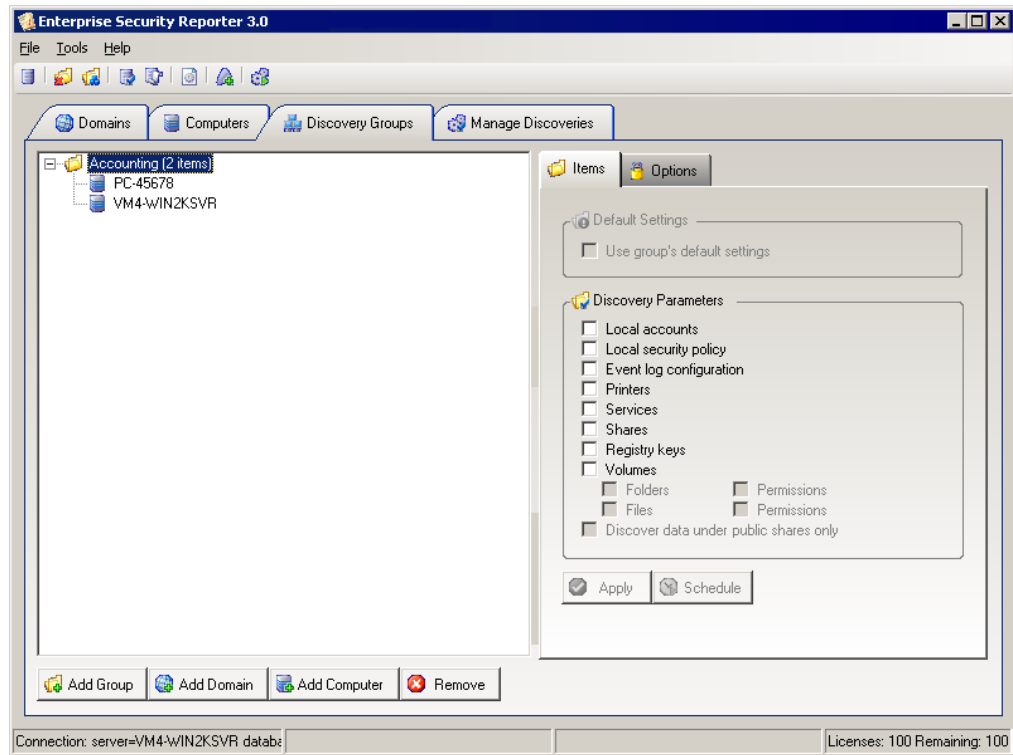 Enterprise Security Reporter 3.0
File Tools Help
Domains Computers Discovery Groups Manage Discoveries
Accounting (2 items)
PC-45678
VM4-WIN2KSVR
Items Options
Default Settings
Use group's default settings
Discovery Parameters
Local accounts
Local security policy
Event log configuration
Printers
Services
Shares
Registry keys
Volumes
Folders Permissions
Files Permissions
Discover data under public shares only
Apply Schedule
Add Group Add Domain Add Computer Remove
Connection: server=VM4-WIN2KSVR databa Licenses: 100 Remaining: 100